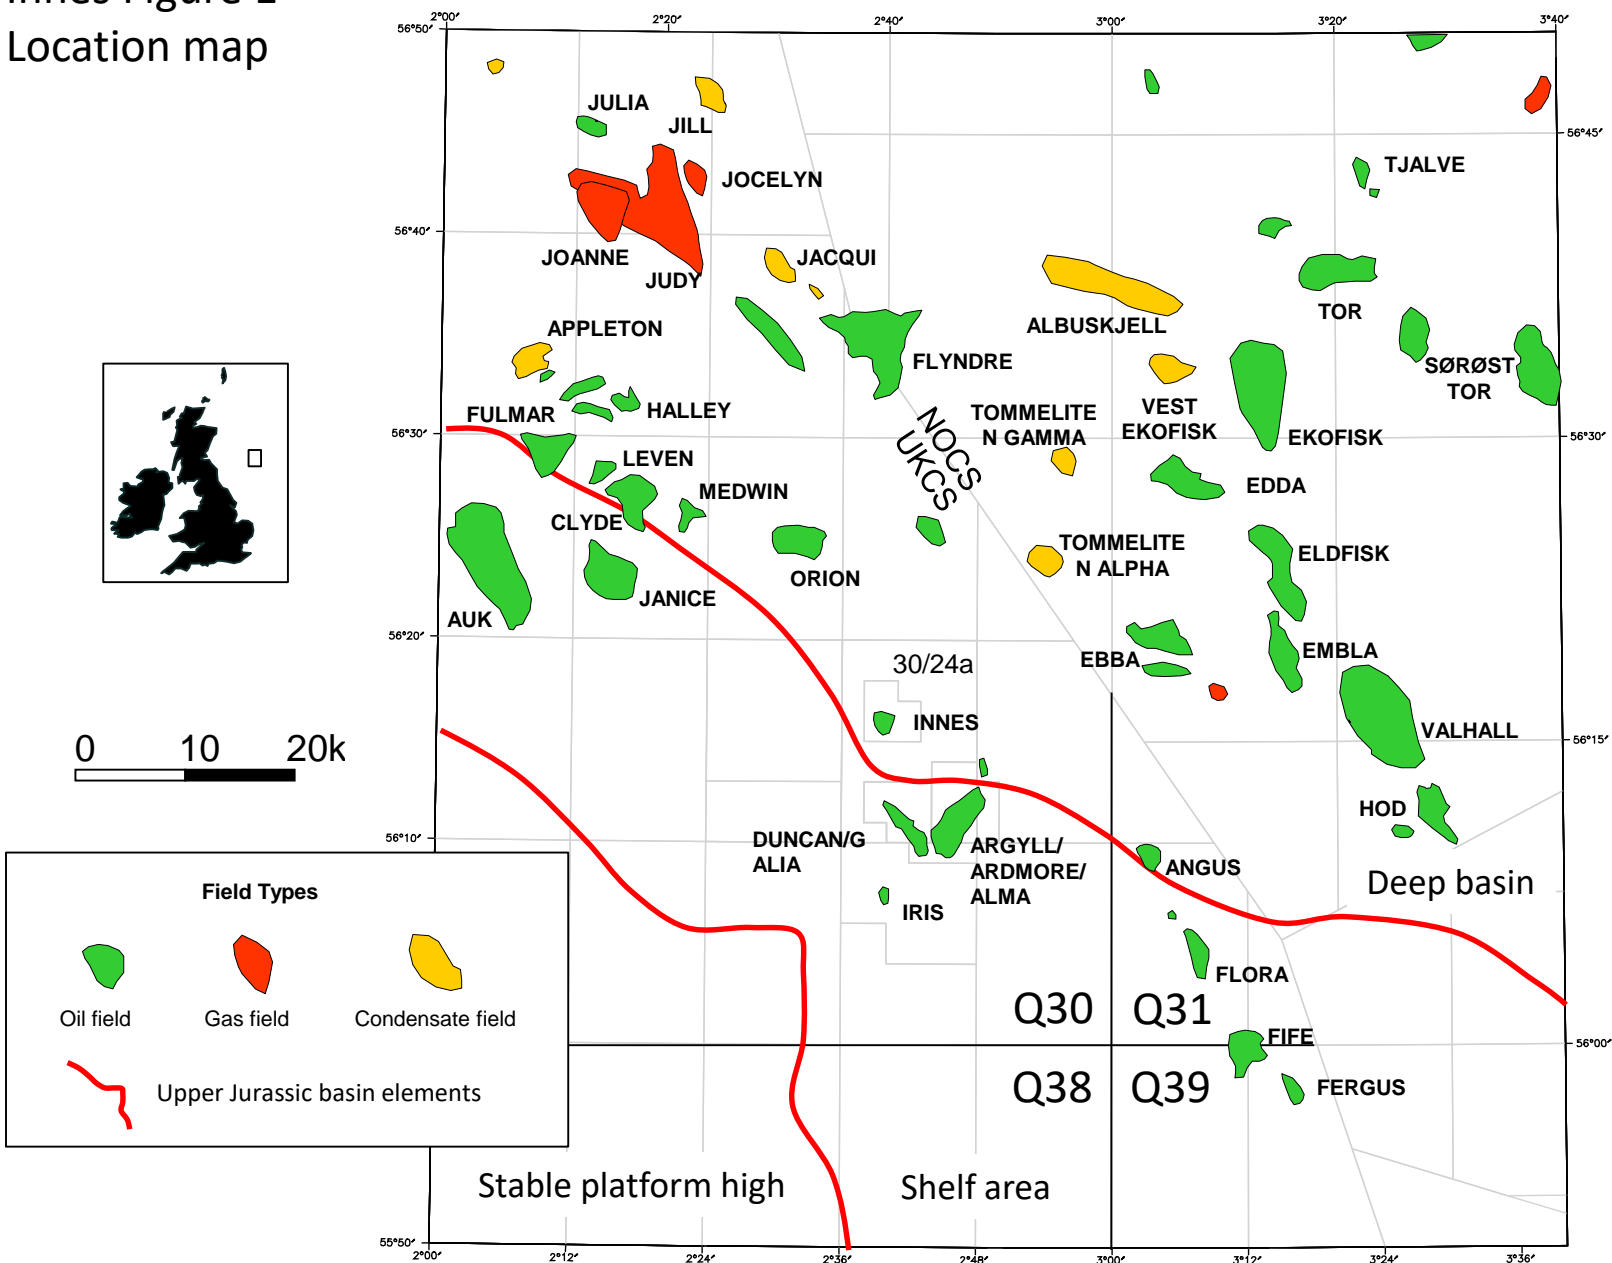 Innes Figure 1
Location map
2°00′
2°20′
2°40′
3°00′
3°20′
3°40′
56°50′
JULIA
JILL
56°45′
TJALVE
JOCELYN
56°40′
JOANNE
JACQUI
JUDY
TOR
ALBUSKJELL
APPLETON
FLYNDRE
SØRØST
TOR
FULMAR
HALLEY
TOMMELITE
N GAMMA
VEST
EKOFISK
NOCS
UKCS
56°30′
EKOFISK
56°30′
LEVEN
MEDWIN
EDDA
CLYDE
TOMMELITE
N ALPHA
ELDFISK
ORION
JANICE
AUK
56°20′
EBBA
EMBLA
30/24a
INNES
VALHALL
56°15′
0 10 20k
HOD
56°10′
DUNCAN/G
ALIA
ARGYLL/
ARDMORE/
ALMA
ANGUS
Deep basin
IRIS
FLORA
Field Types
Oil field
Gas field
Condensate field
Upper Jurassic basin elements
Q30
Q31
FIFE
56°00′
Q38
Q39
FERGUS
Stable platform high
Shelf area
55°50′
2°00′
2°12′
2°24′
2°36′
2°48′
3°00′
3°12′
3°24′
3°36′